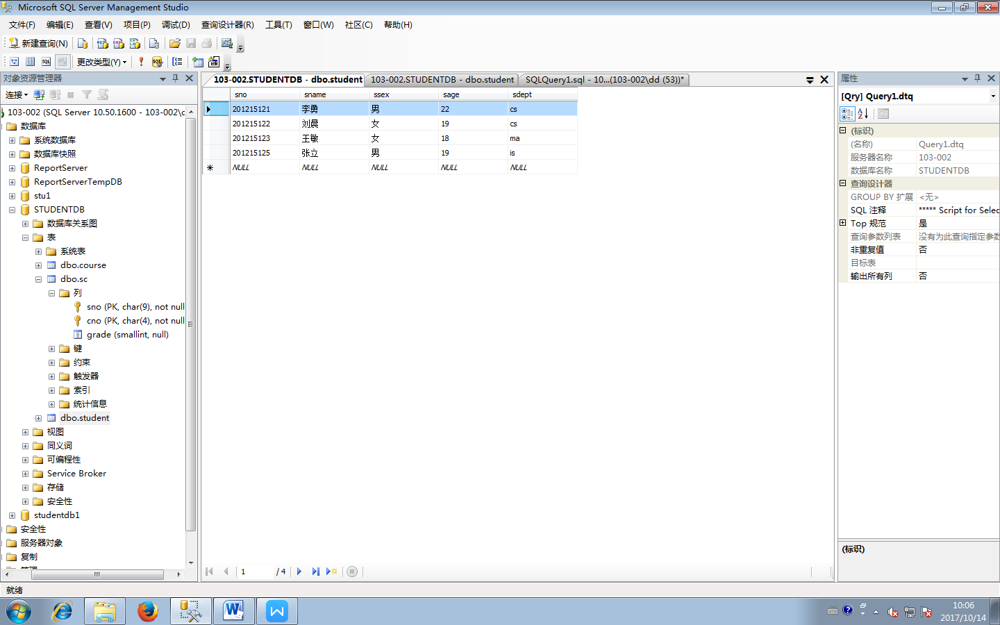 Microsoft SQL Server Management Studio
文件(F) 编辑(E) 查看(V) 项目(P) 调试(D) 查询设计器(R) 工具(T) 窗口(W) 社区(C) 帮助(H)
新建查询(N)
更改类型(Y)
对象资源管理器
连接
103-002 (SQL Server 10.50.1600 - 103-002\c
数据库
系统数据库
数据库快照
ReportServer
ReportServerTempDB
stu1
STUDENTDB
数据库关系图
表
系统表
dbo.course
dbo.sc
列
sno (PK, char(9), not null
cno (PK, char(4), not null
grade (smallint, null)
键
约束
触发器
索引
统计信息
dbo.student
视图
同义词
可编程性
Service Broker
存储
安全性
studentdb1
安全性
服务器对象
复制
103-002.STUDENTDB - dbo.student 103-002.STUDENTDB - dbo.student SQLQuery1.sql - 10...(103-002\dd (53))*
sno sname ssex sage sdept
201215121 李勇 男 22 cs
201215122 刘晨 女 19 cs
201215123 王敏 女 18 ma
201215125 张立 男 19 is
NULL NULL NULL NULL NULL
1 / 4
属性
[Qry] Query1.dtq
(标识)
(名称) Query1.dtq
服务器名称 103-002
数据库名称 STUDENTDB
查询设计器
GROUP BY 扩展 <无>
SQL 注释 ***** Script for Selec
Top 规范 是
查询参数列表 没有为此查询指定参数
非重复值 否
目标表
输出所有列 否
(标识)
就绪
10:06
2017/10/14